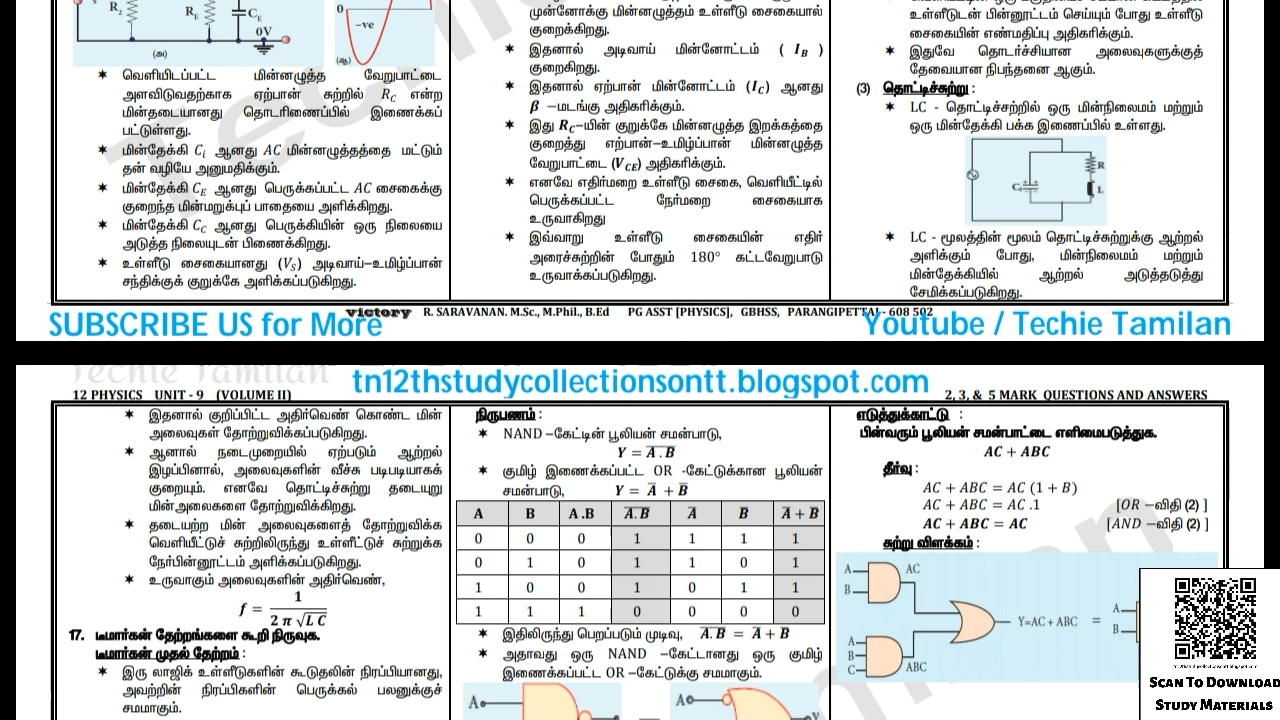 R₂
R_E
C_E
0V
(அ)
0
−ve
(ஆ)
✶ வெளியிடப்பட்ட மின்னழுத்த வேறுபாட்டை
அளவிடுவதற்காக ஏற்பான் சுற்றில் R_C என்ற
மின்தடையானது தொடரிணைப்பில் இணைக்கப்
பட்டுள்ளது.
✶ மின்தேக்கி C_i ஆனது AC மின்னழுத்தத்தை மட்டும்
தன் வழியே அனுமதிக்கும்.
✶ மின்தேக்கி C_E ஆனது பெருக்கப்பட்ட AC சைகைக்கு
குறைந்த மின்மறுக்புப் பாதையை அளிக்கிறது.
✶ மின்தேக்கி C_C ஆனது பெருக்கியின் ஒரு நிலையை
அடுத்த நிலையுடன் பிணைக்கிறது.
✶ உள்ளீடு சைகையானது (V_S) அடிவாய்−உமிழ்ப்பான்
சந்திக்குக் குறுக்கே அளிக்கப்படுகிறது.
முன்னோக்கு மின்னழுத்தம் உள்ளீடு சைகையால்
குறைக்கிறது.
✶ இதனால் அடிவாய் மின்னோட்டம் ( I_B )
குறைகிறது.
✶ இதனால் ஏற்பான் மின்னோட்டம் (I_C) ஆனது
β −மடங்கு அதிகரிக்கும்.
✶ இது R_C−யின் குறுக்கே மின்னழுத்த இறக்கத்தை
குறைத்து ஏற்பான்−உமிழ்ப்பான் மின்னழுத்த
வேறுபாட்டை (V_CE) அதிகரிக்கும்.
✶ எனவே எதிர்மறை உள்ளீடு சைகை, வெளியீட்டில்
பெருக்கப்பட்ட நேர்மறை சைகையாக
உருவாகிறது
✶ இவ்வாறு உள்ளீடு சைகையின் எதிர்
அரைச்சுற்றின் போதும் 180° கட்டவேறுபாடு
உருவாக்கப்படுகிறது.
உள்ளீட்டுடன் பின்னூட்டம் செய்யும் போது உள்ளீடு
சைகையின் எண்மதிப்பு அதிகரிக்கும்.
✶ இதுவே தொடர்ச்சியான அலைவுகளுக்குத்
தேவையான நிபந்தனை ஆகும்.
(3) தொட்டிச்சுற்று :
✶ LC - தொட்டிச்சற்றில் ஒரு மின்நிலைமம் மற்றும்
ஒரு மின்தேக்கி பக்க இணைப்பில் உள்ளது.
R
C
L
✶ LC - மூலத்தின் மூலம் தொட்டிச்சுற்றுக்கு ஆற்றல்
அளிக்கும் போது, மின்நிலைமம் மற்றும்
மின்தேக்கியில் ஆற்றல் அடுத்தடுத்து
சேமிக்கப்படுகிறது.
victory R. SARAVANAN. M.Sc., M.Phil., B.Ed PG ASST [PHYSICS], GBHSS, PARANGIPETTAI - 608 502
SUBSCRIBE US for More
Youtube / Techie Tamilan
Techie Tamilan
tn12thstudycollectionsontt.blogspot.com
12 PHYSICS UNIT - 9 (VOLUME II)
2, 3, & 5 MARK QUESTIONS AND ANSWERS
✶ இதனால் குறிப்பிட்ட அதிர்வெண் கொண்ட மின்
அலைவுகள் தோற்றுவிக்கப்படுகிறது.
✶ ஆனால் நடைமுறையில் ஏற்படும் ஆற்றல்
இழப்பினால், அலைவுகளின் வீச்சு படிபடியாகக்
குறையும். எனவே தொட்டிச்சுற்று தடையுறு
மின்அலைகளை தோற்றுவிக்கிறது.
✶ தடையற்ற மின் அலைவுகளைத் தோற்றுவிக்க
வெளியீட்டுச் சுற்றிலிருந்து உள்ளீட்டுச் சுற்றுக்க
நேர்பின்னூட்டம் அளிக்கப்படுகிறது.
✶ உருவாகும் அலைவுகளின் அதிர்வெண்,
f = 1 / (2 π √L C)
17. டீமார்கன் தேற்றங்களை கூறி நிருவுக.
டீமார்கன் முதல் தேற்றம் :
✶ இரு லாஜிக் உள்ளீடுகளின் கூடுதலின் நிரப்பியானது,
அவற்றின் நிரப்பிகளின் பெருக்கல் பலனுக்குச்
சமமாகும்.
நிருபணம் :
✶ NAND −கேட்டின் பூலியன் சமன்பாடு,
Y = A̅ ̅.̅ ̅B̅
✶ குமிழ் இணைக்கப்பட்ட OR -கேட்டுக்கான பூலியன்
சமன்பாடு, Y = A̅ + B̅
A B A .B A̅.̅B̅ A̅ B̅ A̅ + B̅
0 0 0 1 1 1 1
0 1 0 1 1 0 1
1 0 0 1 0 1 1
1 1 1 0 0 0 0
✶ இதிலிருந்து பெறப்படும் முடிவு, A̅.̅B̅ = A̅ + B̅
✶ அதாவது ஒரு NAND −கேட்டானது ஒரு குமிழ்
இணைக்கப்பட்ட OR −கேட்டுக்கு சமமாகும்.
A
A
Y
எடுத்துக்காட்டு :
பின்வரும் பூலியன் சமன்பாட்டை எளிமைபடுத்துக.
AC + ABC
தீர்வு :
AC + ABC = AC (1 + B)
AC + ABC = AC .1 [OR −விதி (2) ]
AC + ABC = AC [AND −விதி (2) ]
சுற்று விளக்கம் :
A
B
AC
Y=AC + ABC =
A
B
C
ABC
A
B
SCAN TO DOWNLOAD
STUDY MATERIALS